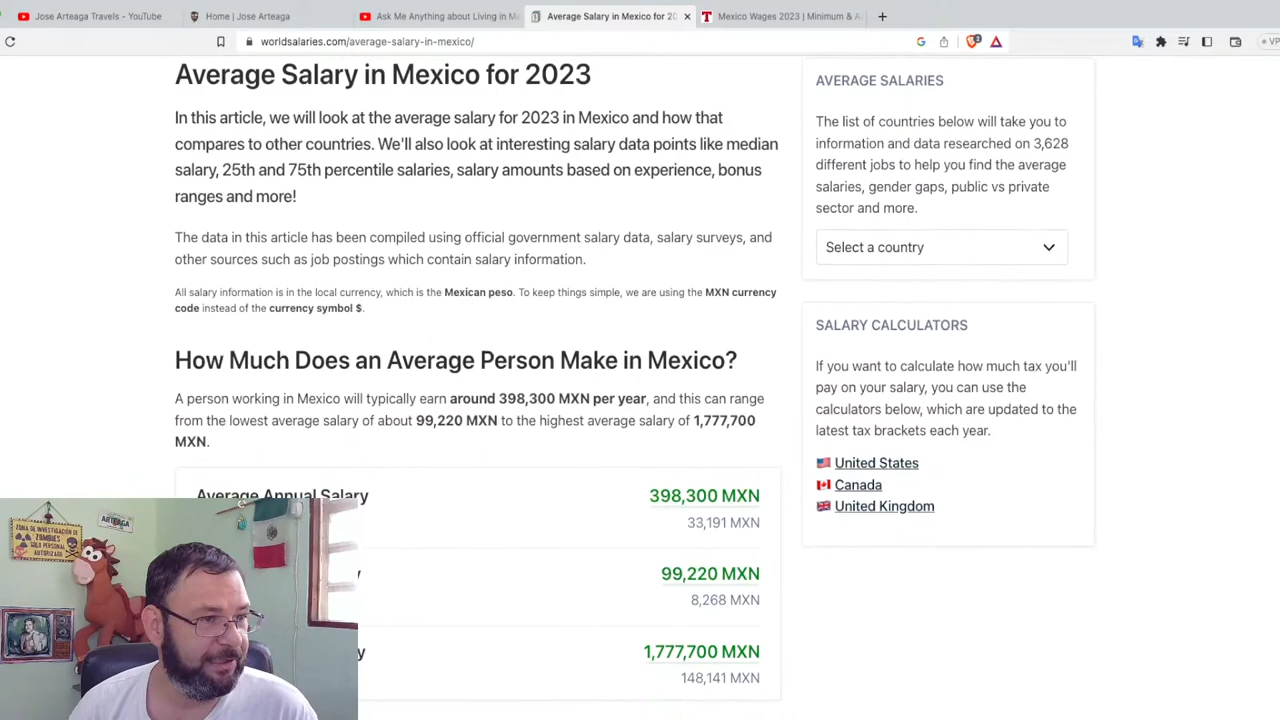 Jose Arteaga Travels - YouTube
Home | Jose Arteaga
Ask Me Anything about Living in M
Average Salary in Mexico for 20
Mexico Wages 2023 | Minimum & A
worldsalaries.com/average-salary-in-mexico/
2
VP
Average Salary in Mexico for 2023
In this article, we will look at the average salary for 2023 in Mexico and how that
compares to other countries. We'll also look at interesting salary data points like median
salary, 25th and 75th percentile salaries, salary amounts based on experience, bonus
ranges and more!
The data in this article has been compiled using official government salary data, salary surveys, and
other sources such as job postings which contain salary information.
All salary information is in the local currency, which is the Mexican peso. To keep things simple, we are using the MXN currency
code instead of the currency symbol $.
How Much Does an Average Person Make in Mexico?
A person working in Mexico will typically earn around 398,300 MXN per year, and this can range
from the lowest average salary of about 99,220 MXN to the highest average salary of 1,777,700
MXN.
Average Annual Salary
398,300 MXN
33,191 MXN
99,220 MXN
8,268 MXN
1,777,700 MXN
148,141 MXN
AVERAGE SALARIES
The list of countries below will take you to
information and data researched on 3,628
different jobs to help you find the average
salaries, gender gaps, public vs private
sector and more.
Select a country
SALARY CALCULATORS
If you want to calculate how much tax you'll
pay on your salary, you can use the
calculators below, which are updated to the
latest tax brackets each year.
United States
Canada
United Kingdom
ZONA DE INVESTIGACIÓN DE
ZOMBIES
SOLO PERSONAL
AUTORIZADO
ARTEAGA